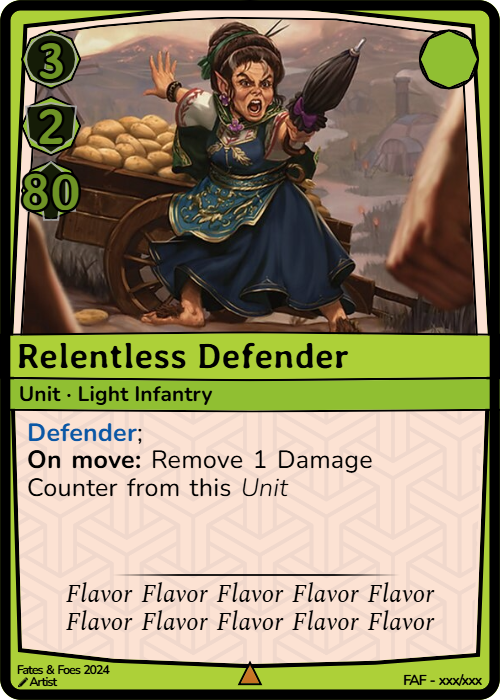 3
2
80
Relentless Defender
Unit · Light Infantry
Defender;
On move: Remove 1 Damage
Counter from this Unit
Flavor Flavor Flavor Flavor Flavor
Flavor Flavor Flavor Flavor Flavor
Fates & Foes 2024
Artist
FAF - xxx/xxx